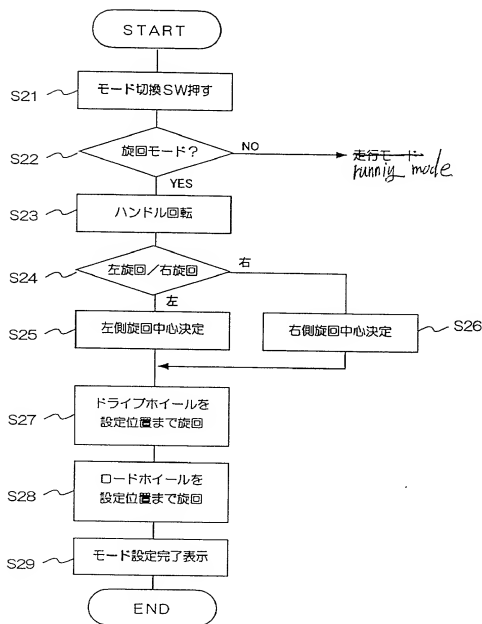 START
S21
モード切換SW押す
S22
旋回モード?
NO
走行モード
runniy mode
YES
S23
ハンドル回転
S24
左旋回/右旋回
右
左
S25
左側旋回中心決定
右側旋回中心決定
S26
S27
ドライブホイールを
設定位置まで旋回
S28
ロードホイールを
設定位置まで旋回
S29
モード設定完了表示
END